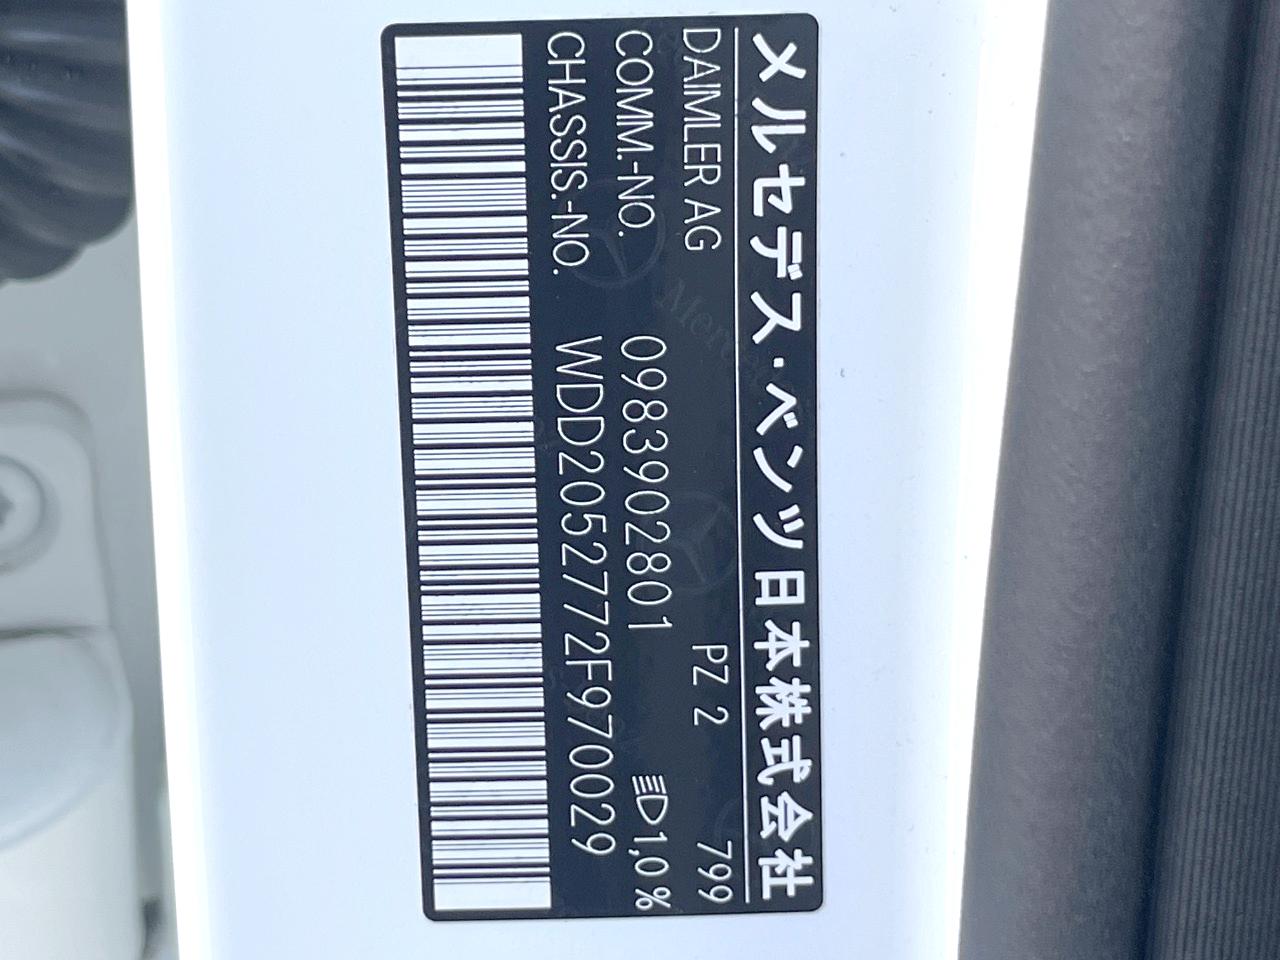 メルセデス・ベンツ日本株式会社
DAIMLER AG PZ 2 799
COMM.-NO. 0983902801 1,0 %
CHASSIS.-NO. WDD2052772F970029